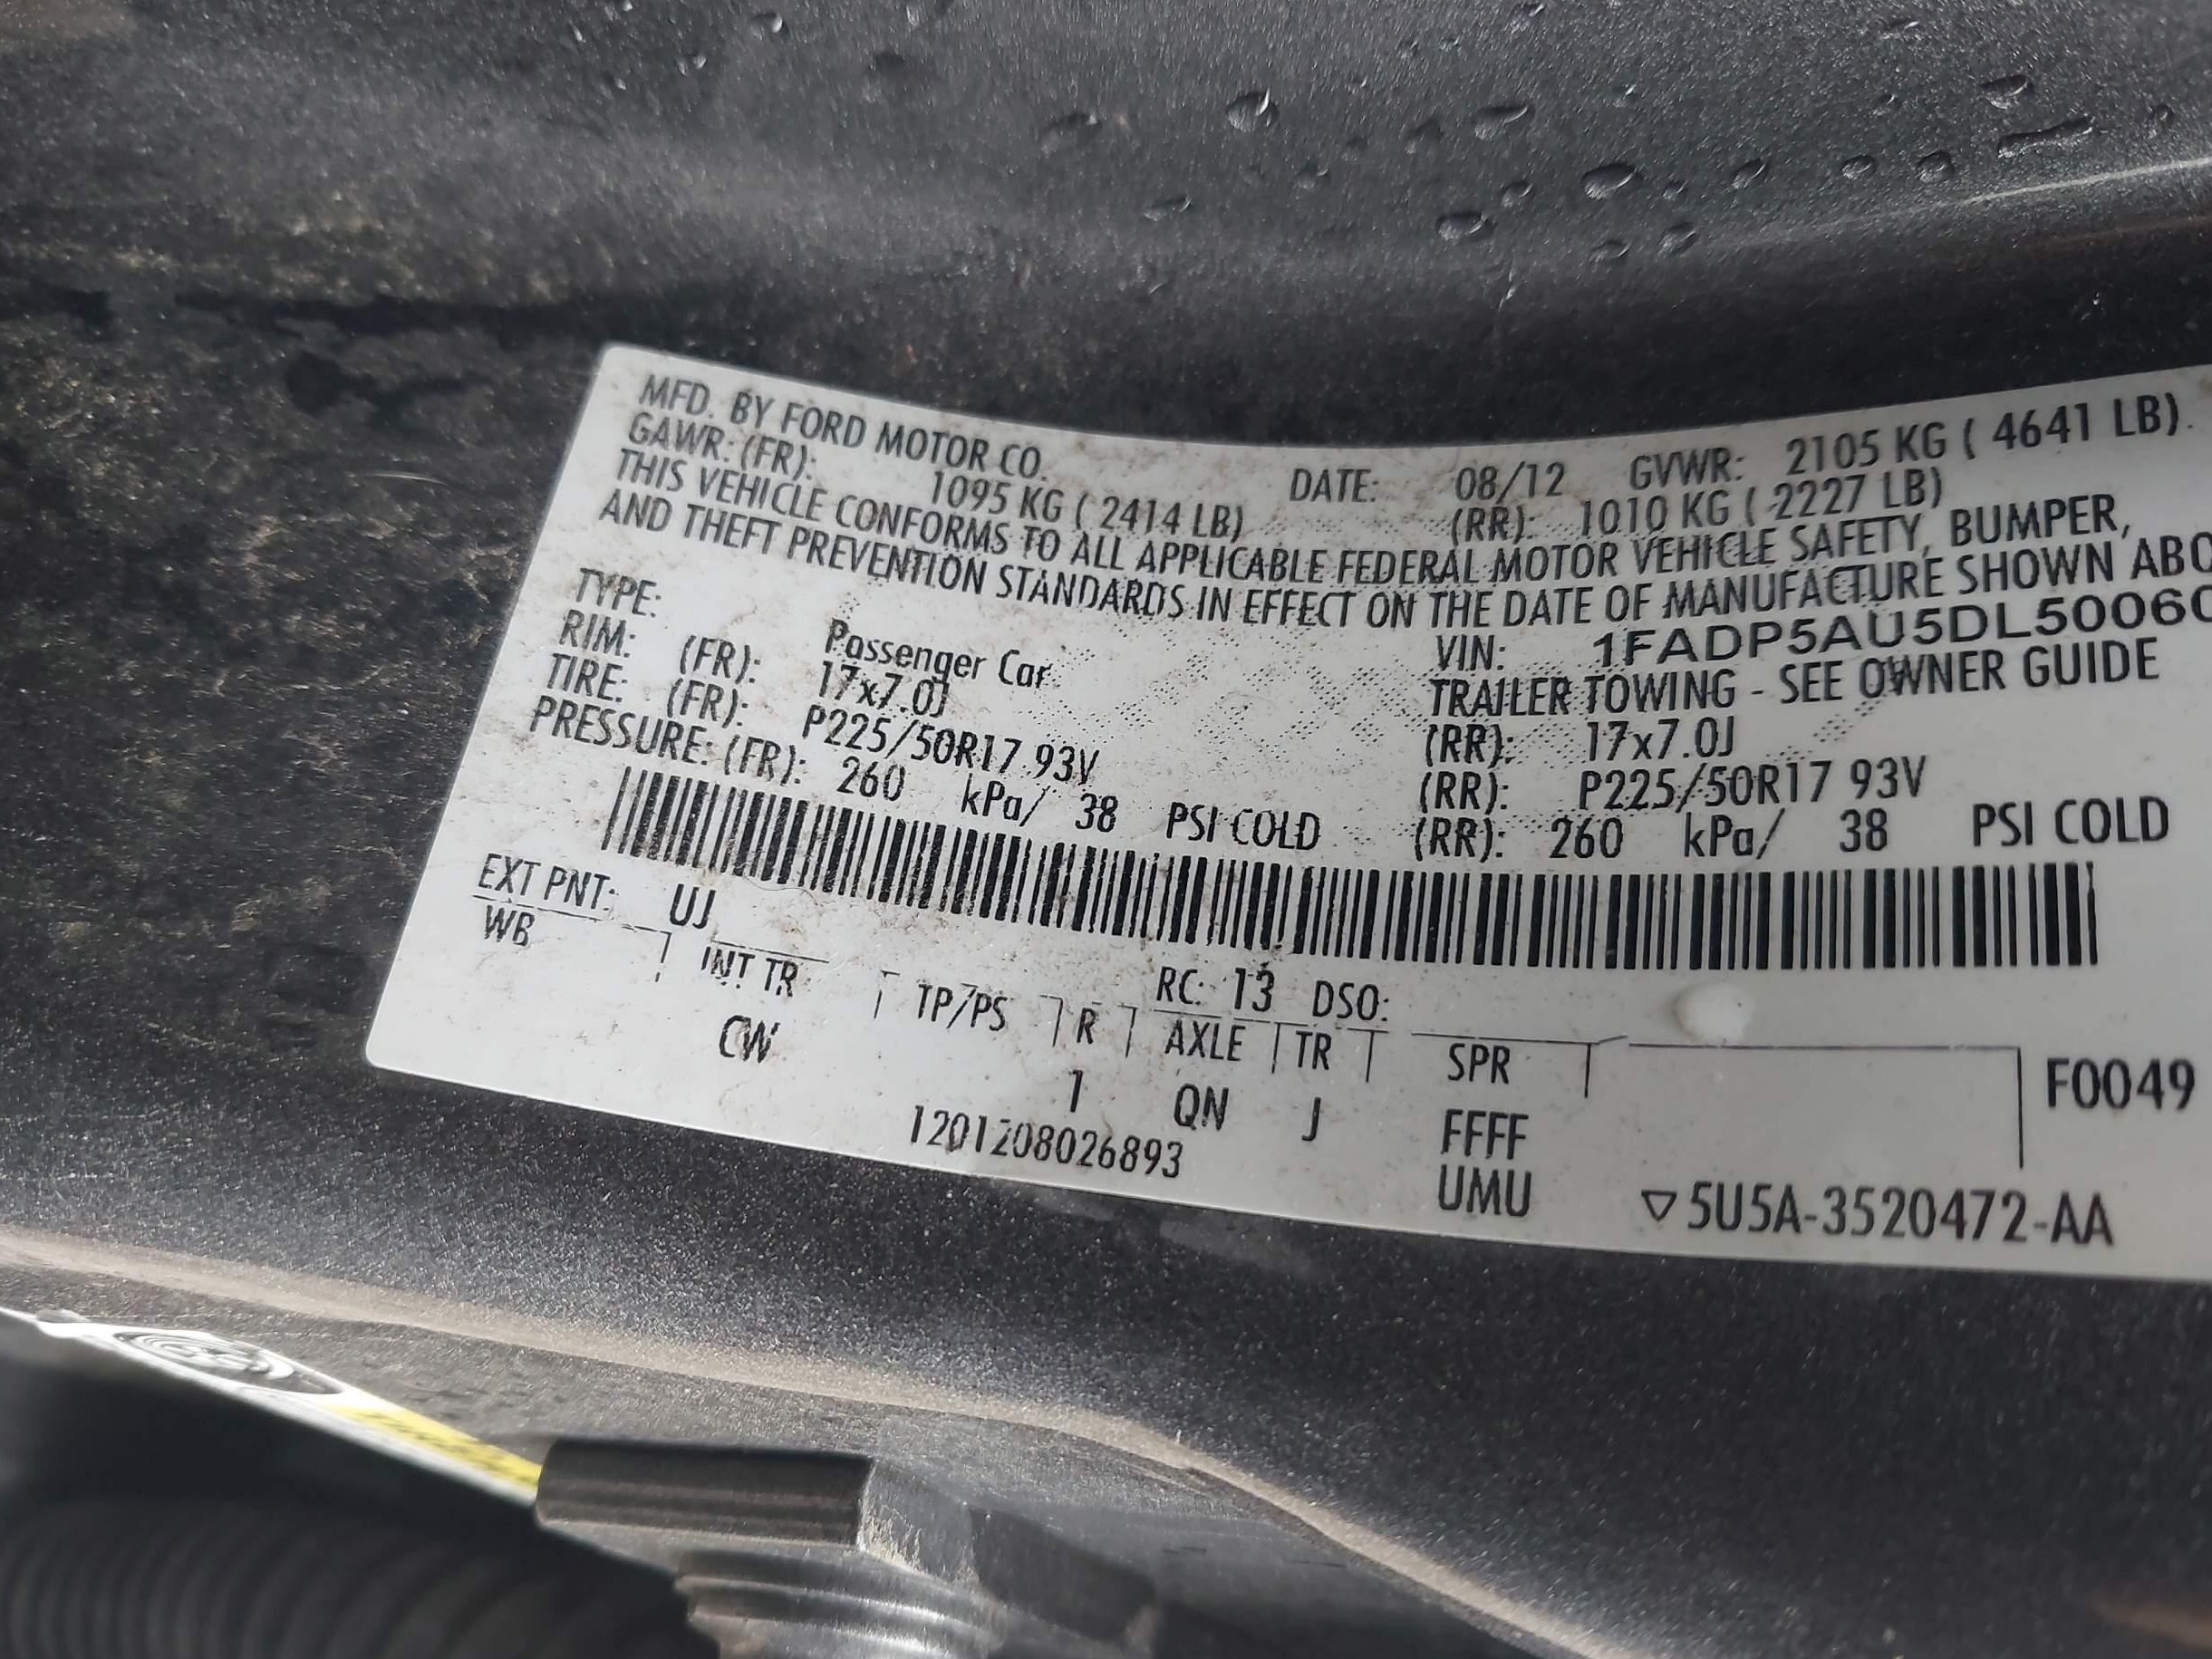 MFD. BY FORD MOTOR CO. DATE: 08/12 GVWR: 2105 KG ( 4641 LB).
GAWR: (FR): 1095 KG ( 2414 LB) (RR): 1010 KG ( 2227 LB)
THIS VEHICLE CONFORMS TO ALL APPLICABLE FEDERAL MOTOR VEHICLE SAFETY, BUMPER,
AND THEFT PREVENTION STANDARDS IN EFFECT ON THE DATE OF MANUFACTURE SHOWN ABO
VIN: 1FADP5AU5DL50060
TYPE: Passenger Car TRAILER TOWING - SEE OWNER GUIDE
RIM: (FR): 17x7.0J (RR): 17x7.0J
TIRE: (FR): P225/50R17 93V (RR): P225/50R17 93V
PRESSURE: (FR): 260 kPa/ 38 PSI COLD (RR): 260 kPa/ 38 PSI COLD
EXT PNT: UJ RC: 13 DSO:
WB INT TR TP/PS R AXLE TR SPR F0049
CW 1 QN J FFFF
1201208026893 UMU ▽5U5A-3520472-AA